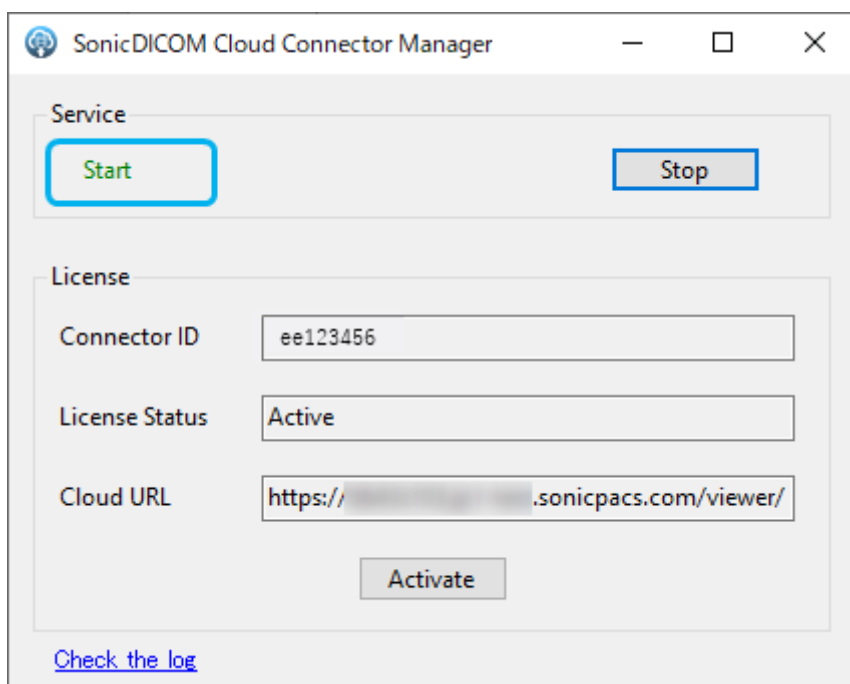 SonicDICOM Cloud Connector Manager
Service
Start
Stop
License
Connector ID
ee123456
License Status
Active
Cloud URL
https:// .sonicpacs.com/viewer/
Activate
Check the log